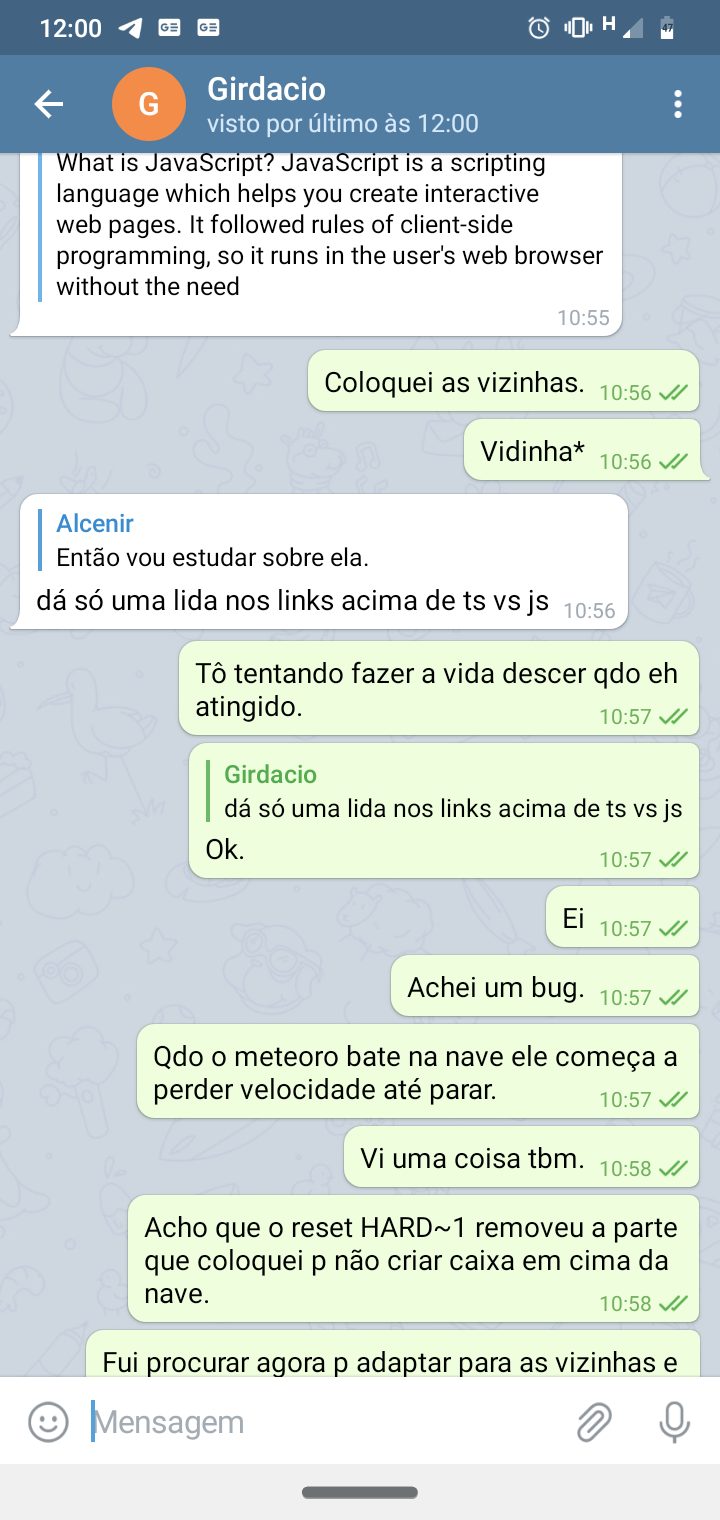 12:00 GE GE H 47
G Girdacio
visto por último às 12:00
What is JavaScript? JavaScript is a scripting
language which helps you create interactive
web pages. It followed rules of client-side
programming, so it runs in the user's web browser
without the need
10:55
Coloquei as vizinhas. 10:56
Vidinha* 10:56
Alcenir
Então vou estudar sobre ela.
dá só uma lida nos links acima de ts vs js 10:56
Tô tentando fazer a vida descer qdo eh
atingido. 10:57
Girdacio
dá só uma lida nos links acima de ts vs js
Ok. 10:57
Ei 10:57
Achei um bug. 10:57
Qdo o meteoro bate na nave ele começa a
perder velocidade até parar. 10:57
Vi uma coisa tbm. 10:58
Acho que o reset HARD~1 removeu a parte
que coloquei p não criar caixa em cima da
nave. 10:58
Fui procurar agora p adaptar para as vizinhas e
Mensagem